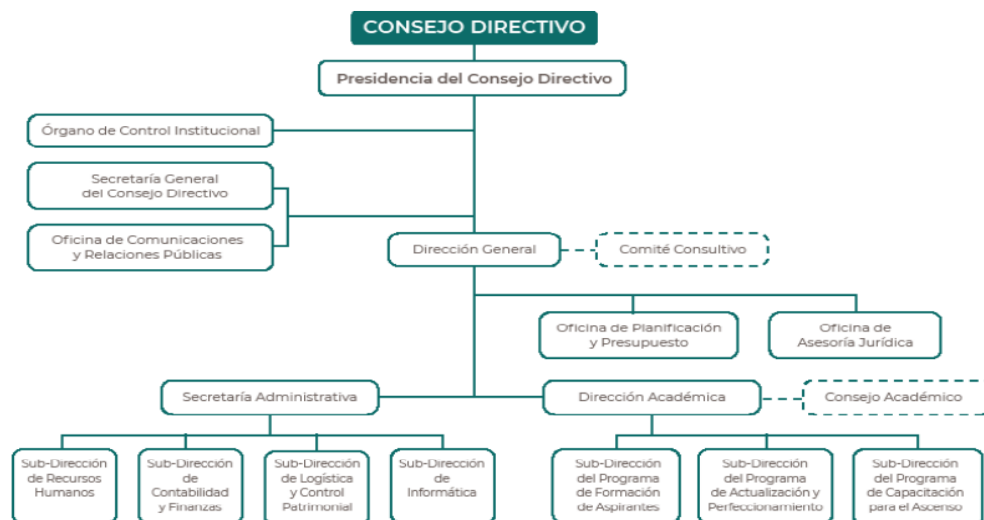 CONSEJO DIRECTIVO
Presidencia del Consejo Directivo
Órgano de Control Institucional
Secretaría General
del Consejo Directivo
Oficina de Comunicaciones
y Relaciones Públicas
Dirección General
Comité Consultivo
Oficina de Planificación
y Presupuesto
Oficina de
Asesoría Jurídica
Secretaría Administrativa
Dirección Académica
Consejo Académico
Sub-Dirección
de Recursos
Humanos
Sub-Dirección
de
Contabilidad
y Finanzas
Sub-Dirección
de Logística
y Control
Patrimonial
Sub-Dirección
de
Informática
Sub-Dirección
del Programa
de Formación
de Aspirantes
Sub-Dirección
del Programa
de Actualización y
Perfeccionamiento
Sub-Dirección
del Programa
de Capacitación
para el Ascenso